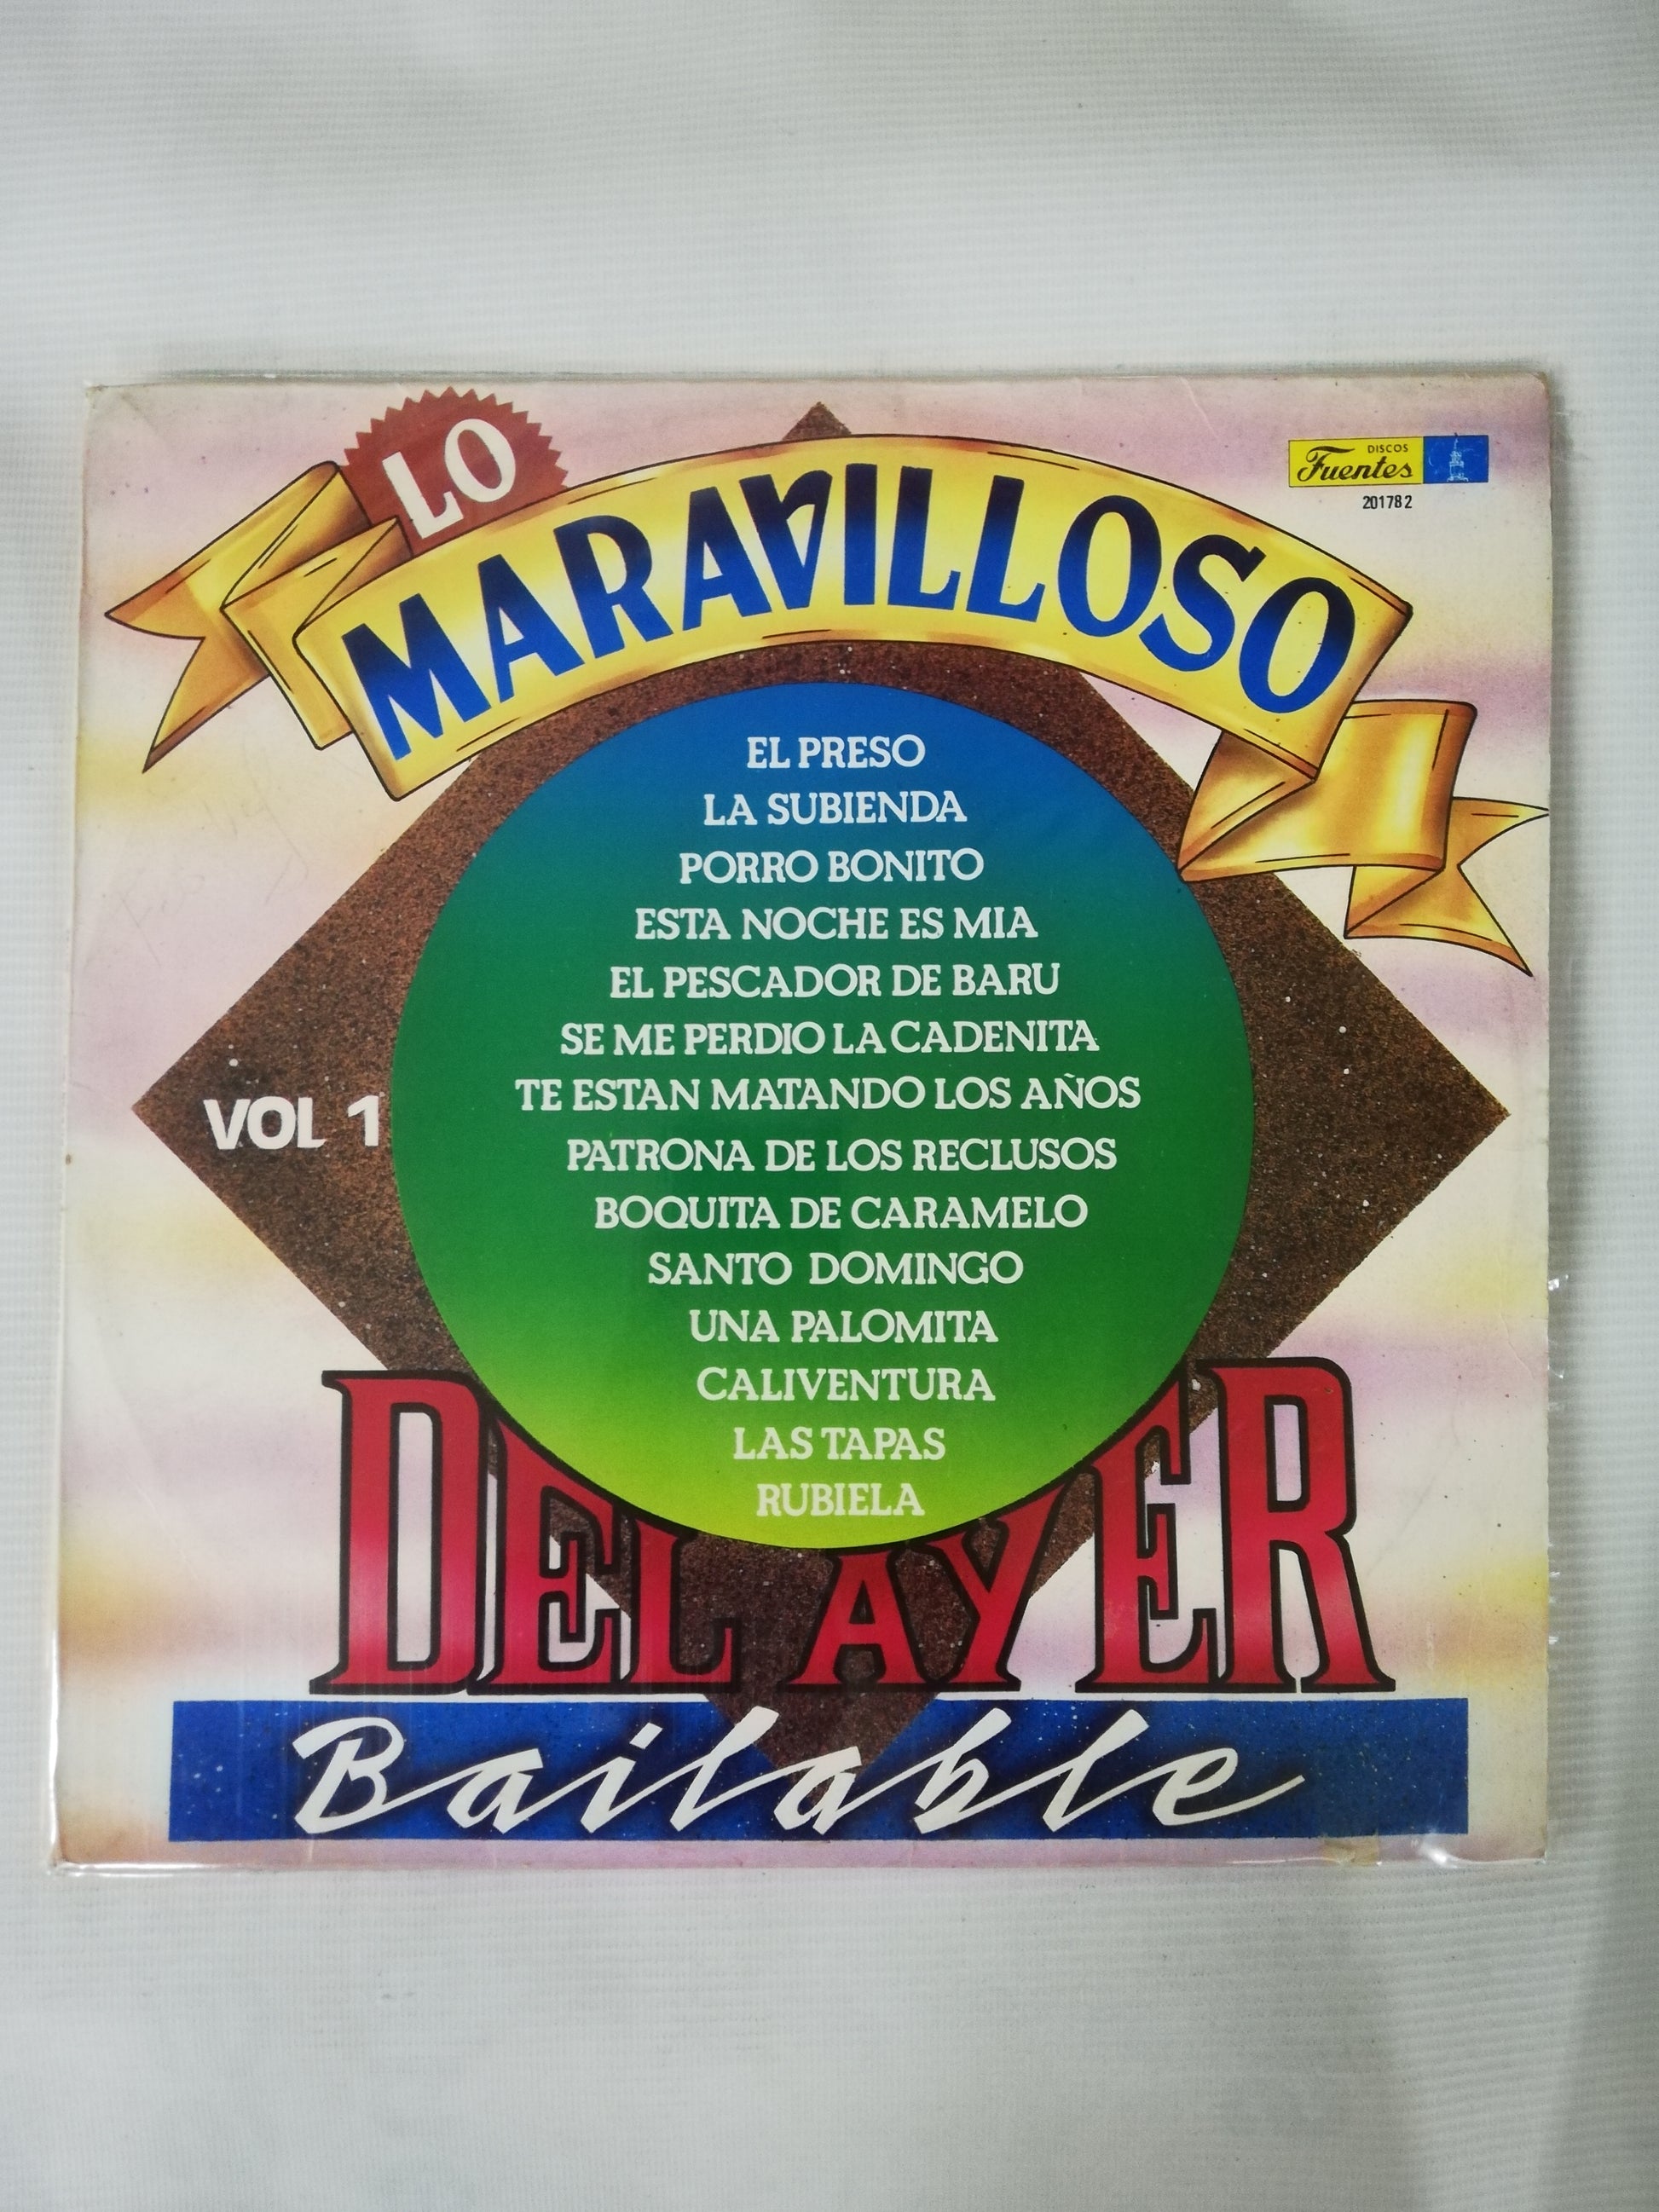 LO
MARAVILLOSO
DISCOS
Fuentes
201782
EL PRESO
LA SUBIENDA
PORRO BONITO
ESTA NOCHE ES MIA
EL PESCADOR DE BARU
SE ME PERDIO LA CADENITA
TE ESTAN MATANDO LOS AÑOS
PATRONA DE LOS RECLUSOS
BOQUITA DE CARAMELO
SANTO DOMINGO
UNA PALOMITA
CALIVENTURA
LAS TAPAS
RUBIELA
VOL 1
DEL AYER
Bailable